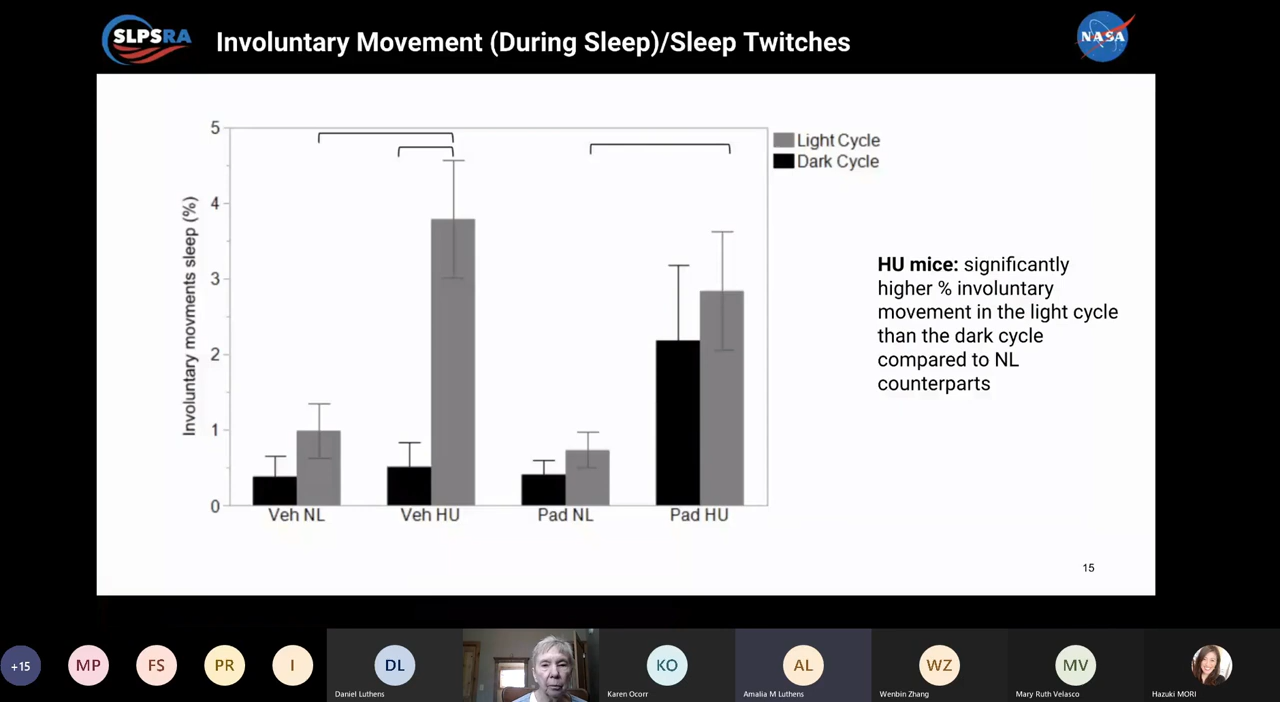 SLPSRA
Involuntary Movement (During Sleep)/Sleep Twitches
NASA
5
4
3
2
1
0
Involuntary movments sleep (%)
Veh NL
Veh HU
Pad NL
Pad HU
Light Cycle
Dark Cycle
HU mice: significantly
higher % involuntary
movement in the light cycle
than the dark cycle
compared to NL
counterparts
15
+15
MP
FS
PR
I
DL
Daniel Luthens
KO
Karen Ocorr
AL
Amalia M Luthens
WZ
Wenbin Zhang
MV
Mary Ruth Velasco
Hazuki MORI